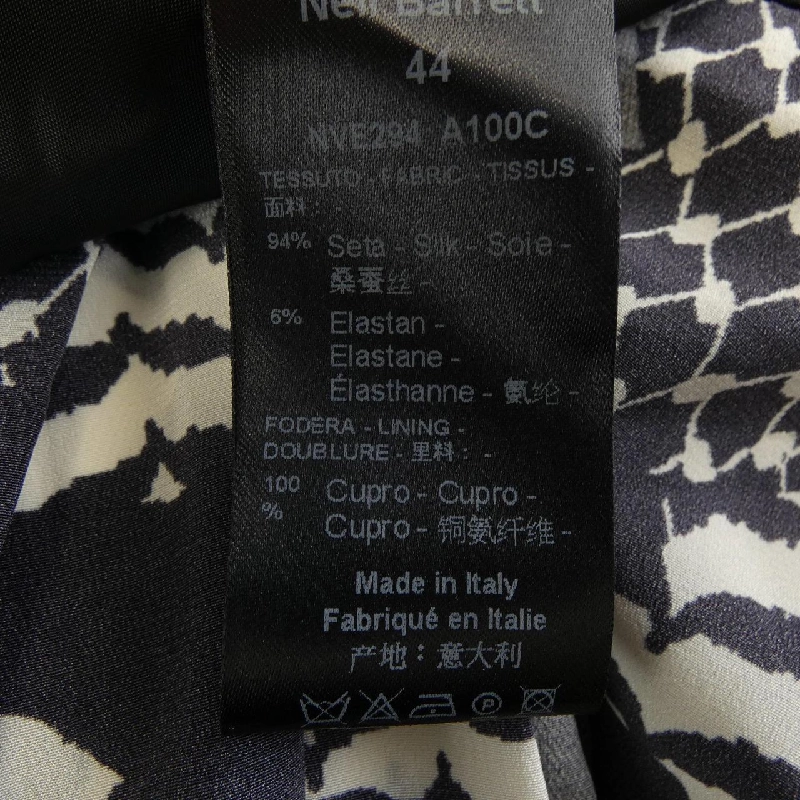 Neil Barrett
44
NVE294 A100C
TESSUTO - FABRIC - TISSUS -
面料： -
94% Seta - Silk - Soie -
桑蚕丝 -
6% Elastan -
Elastane -
Élasthanne - 氨纶 -
FODERA - LINING -
DOUBLURE - 里料： -
100 % Cupro - Cupro -
Cupro - 铜氨纤维 -
Made in Italy
Fabriqué en Italie
产地：意大利
P